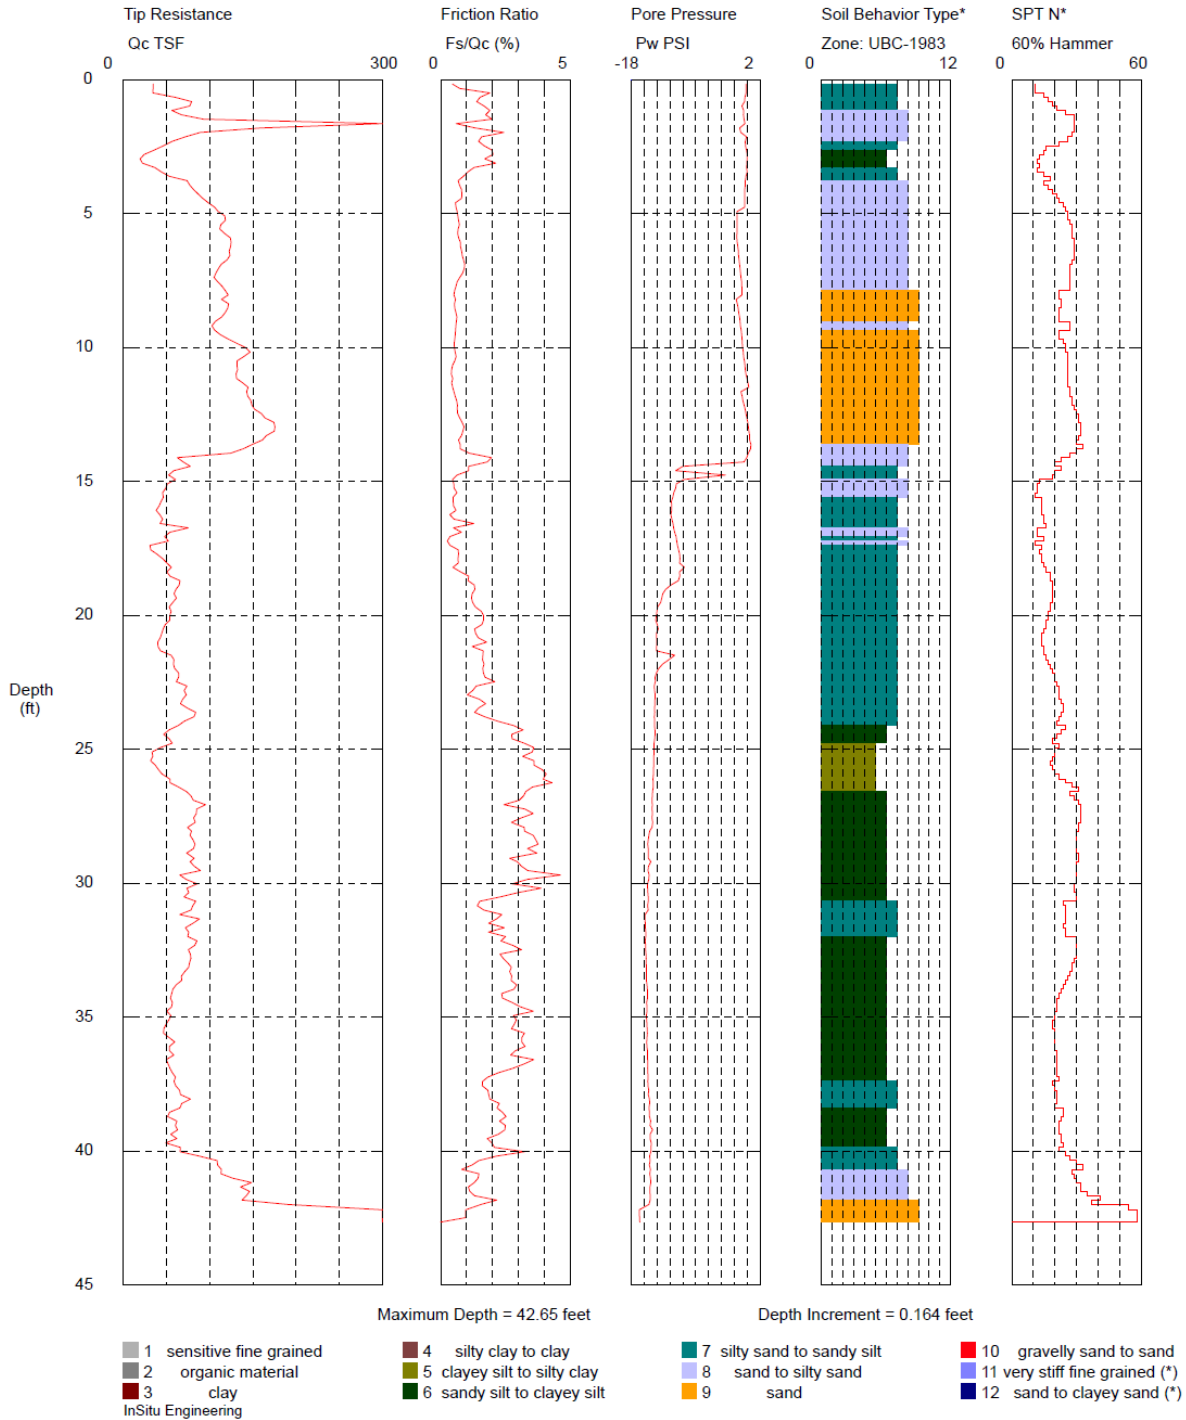 Tip Resistance Friction Ratio Pore Pressure Soil Behavior Type* SPT N*
Qc TSF Fs/Qc (%) Pw PSI Zone: UBC-1983 60% Hammer
0 300 0 5 -18 2 0 12 0 60
0
5
10
15
20
Depth
(ft)
25
30
35
40
45
Maximum Depth = 42.65 feet Depth Increment = 0.164 feet
1 sensitive fine grained 4 silty clay to clay 7 silty sand to sandy silt 10 gravelly sand to sand
2 organic material 5 clayey silt to silty clay 8 sand to silty sand 11 very stiff fine grained (*)
3 clay 6 sandy silt to clayey silt 9 sand 12 sand to clayey sand (*)
InSitu Engineering